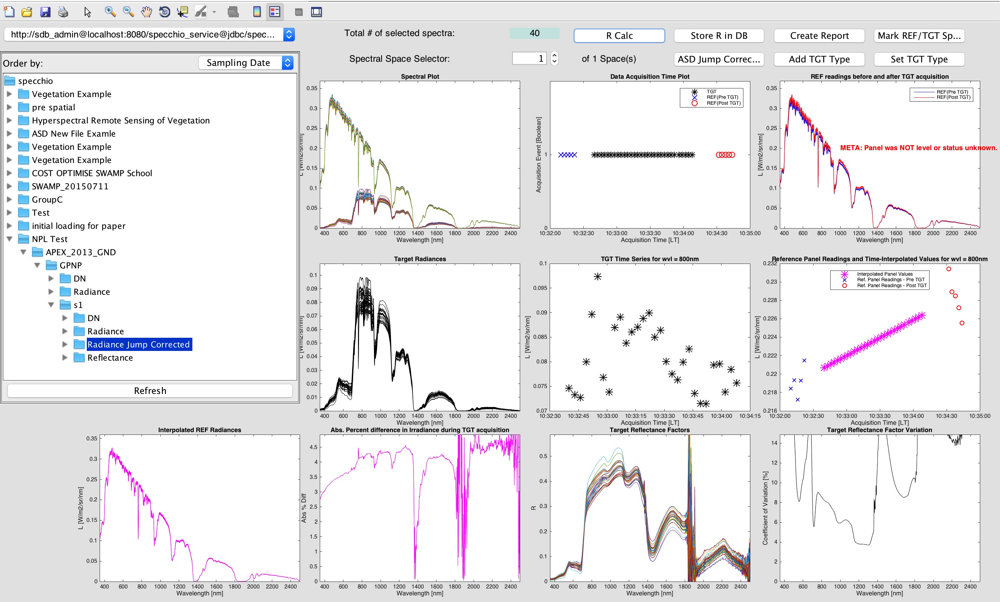 http://sdb_admin@localhost:8080/specchio_service@jdbc/spec...
Total # of selected spectra:
40
R Calc
Store R in DB
Create Report
Mark REF/TGT Sp...
Spectral Space Selector:
1
of 1 Space(s)
ASD Jump Correc...
Add TGT Type
Set TGT Type
Order by:
Sampling Date
specchio
Vegetation Example
pre spatial
Hyperspectral Remote Sensing of Vegetation
ASD New File Examle
Vegetation Example
Vegetation Example
COST OPTIMISE SWAMP School
SWAMP_20150711
GroupC
Test
initial loading for paper
NPL Test
APEX_2013_GND
GPNP
DN
Radiance
s1
DN
Radiance
Radiance Jump Corrected
Reflectance
Refresh
Spectral Plot
L [W/m2/sr/nm]
0.35
0.3
0.25
0.2
0.15
0.1
0.05
0
400 600 800 1000 1200 1400 1600 1800 2000 2200 2400
Wavelength [nm]
Data Acquisition Time Plot
TGT
REF(Pre TGT)
REF(Post TGT)
Acquisition Event [Boolean]
1
0
10:32:00 10:32:30 10:33:00 10:33:30 10:34:00 10:34:30 10:35:00
Acquisition Time [LT]
REF readings before and after TGT acquisition
REF(Pre TGT)
REF(Post TGT)
META: Panel was NOT level or status unknown.
L [W/m2/sr/nm]
0.35
0.3
0.25
0.2
0.15
0.1
0.05
0
400 600 800 1000 1200 1400 1600 1800 2000 2200 2400
Wavelength [nm]
Target Radiances
L [W/m2/sr/nm]
0.1
0.09
0.08
0.07
0.06
0.05
0.04
0.03
0.02
0.01
0
400 600 800 1000 1200 1400 1600 1800 2000 2200 2400
Wavelength [nm]
TGT Time Series for wvl = 800nm
L [W/m2/sr/nm]
0.1
0.095
0.09
0.085
0.08
0.075
0.07
10:32:30 10:32:45 10:33:00 10:33:15 10:33:30 10:33:45 10:34:00 10:34:15
Acquisition Time [LT]
Reference Panel Readings and Time-Interpolated Values for wvl = 800nm
Interpolated Panel Values
Ref. Panel Readings - Pre TGT
Ref. Panel Readings - Post TGT
L [W/m2/sr/nm]
0.232
0.23
0.228
0.226
0.224
0.222
0.22
0.218
0.216
10:32:00 10:32:30 10:33:00 10:33:30 10:34:00 10:34:30 10:35:00
Acquisition Time [LT]
Interpolated REF Radiances
L [W/m2/sr/nm]
0.35
0.3
0.25
0.2
0.15
0.1
0.05
0
400 600 800 1000 1200 1400 1600 1800 2000 2200 2400
Wavelength [nm]
Abs. Percent difference in Irradiance during TGT acquisition
Abs % Diff
4.5
4
3.5
3
2.5
2
1.5
1
0.5
0
400 600 800 1000 1200 1400 1600 1800 2000 2200 2400
Wavelength [nm]
Target Reflectance Factors
R
0.5
0.4
0.3
0.2
0.1
0
400 600 800 1000 1200 1400 1600 1800 2000 2200 2400
Wavelength [nm]
Target Reflectance Factor Variation
Coefficient of Variation [%]
14
12
10
8
6
4
2
0
400 600 800 1000 1200 1400 1600 1800 2000 2200 2400
Wavelength [nm]